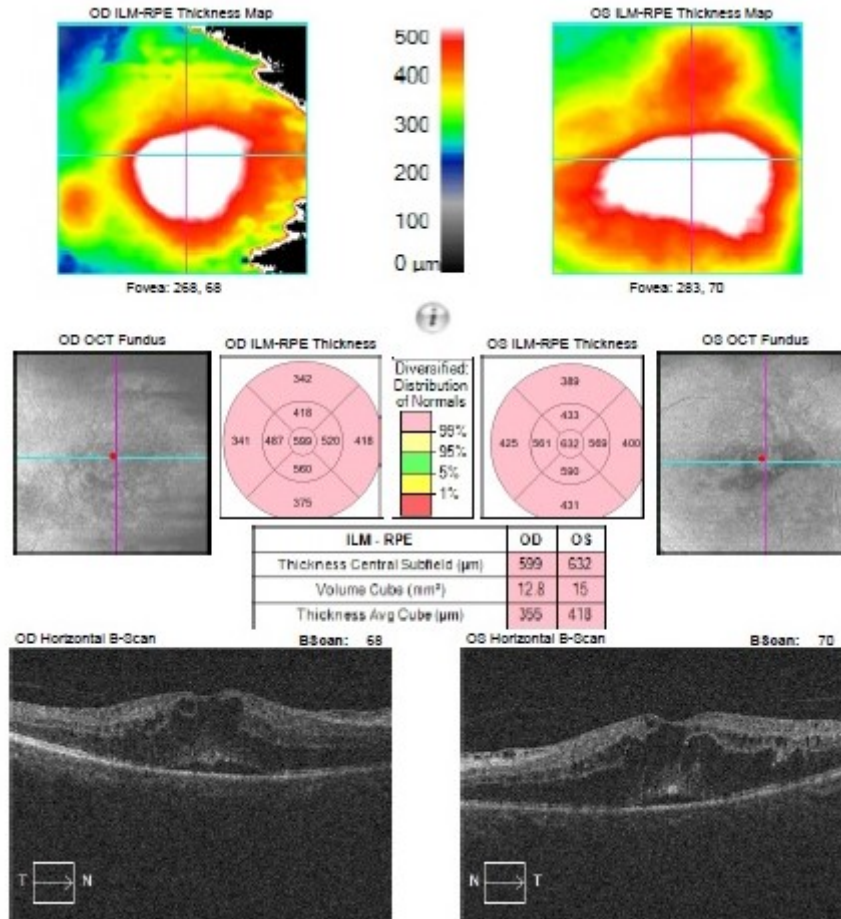 OD ILM-RPE Thickness Map
OS ILM-RPE Thickness Map
500
400
300
200
100
0 µm
Fovea: 268, 68
Fovea: 283, 70
i
OD OCT Fundus
OD ILM-RPE Thickness
OS ILM-RPE Thickness
OS OCT Fundus
Diversified:
Distribution
of Normals
99%
95%
5%
1%
342
418
341 487 599 520 418
560
375
389
433
425 561 632 569 400
590
431
ILM - RPE OD OS
Thickness Central Subfield (µm) 599 632
Volume Cube (mm³) 12.8 15
Thickness Avg Cube (µm) 355 418
OD Horizontal B-Scan BScan: 68
OS Horizontal B-Scan BScan: 70
T N
N T